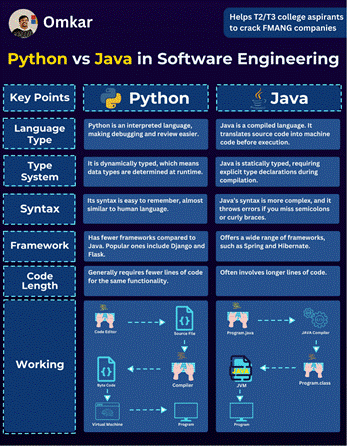 Omkar
Helps T2/T3 college aspirants
to crack FMANG companies
Python vs Java in Software Engineering
Key Points
Python
Java
Language
Type
Python is an interpreted language,
making debugging and review easier.
Java is a compiled language. It
translates source code into machine
code before execution.
Type
System
It is dynamically typed, which means
data types are determined at runtime.
Java is statically typed, requiring
explicit type declarations during
compilation.
Syntax
Its syntax is easy to remember, almost
similar to human language.
Java's syntax is more complex, and it
throws errors if you miss semicolons
or curly braces.
Framework
Has fewer frameworks compared to
Java. Popular ones include Django and
Flask.
Offers a wide range of frameworks,
such as Spring and Hibernate.
Code
Length
Generally requires fewer lines of code
for the same functionality.
Often involves longer lines of code.
Working
Code Editor
Source File
Byte Code
Compiler
Virtual Machine
Program
Program.java
JAVA Compiler
JAVA
JVM
Program.class
Program